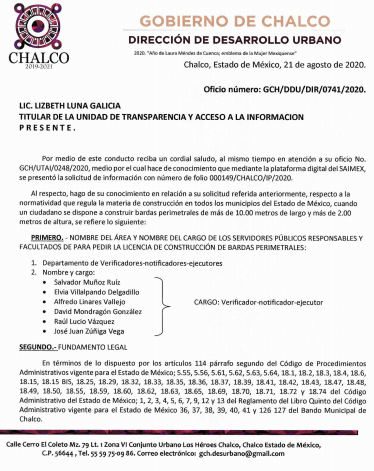 GOBIERNO DE CHALCO
DIRECCIÓN DE DESARROLLO URBANO
2020. "Año de Laura Méndez de Cuenca; emblema de la Mujer Mexiquense"
CHALCO
2019-2021
Chalco, Estado de México, 21 de agosto de 2020.
Oficio número: GCH/DDU/DIR/0741/2020.
LIC. LIZBETH LUNA GALICIA
TITULAR DE LA UNIDAD DE TRANSPARENCIA Y ACCESO A LA INFORMACION
P R E S E N T E .
Por medio de este conducto reciba un cordial saludo, al mismo tiempo en atención a su oficio No.
GCH/UTAI/0248/2020, medio por el cual hace de conocimiento que mediante la plataforma digital del SAIMEX,
se presentó la solicitud de información con número de folio 000149/CHALCO/IP/2020.
Al respecto, hago de su conocimiento en relación a su solicitud referida anteriormente, respecto a la
normatividad que regula la materia de construcción en todos los municipios del Estado de México, cuando
un ciudadano se dispone a construir bardas perimetrales de más de 10.00 metros de largo y más de 2.00
metros de altura, se refiere lo siguiente:
PRIMERO. - NOMBRE DEL ÁREA Y NOMBRE DEL CARGO DE LOS SERVIDORES PÚBLICOS RESPONSABLES Y
FACULTADOS DE PARA PEDIR LA LICENCIA DE CONSTRUCCIÓN DE BARDAS PERIMETRALES:
1. Departamento de Verificadores-notificadores-ejecutores
2. Nombre y cargo:
• Salvador Muñoz Ruíz
• Elvia Villalpando Delgadillo
• Alfredo Linares Vallejo
• David Mondragón González
• Raúl Lucio Vázquez
• José Juan Zúñiga Vega
CARGO: Verificador-notificador-ejecutor
SEGUNDO.- FUNDAMENTO LEGAL
En términos de lo dispuesto por los artículos 114 párrafo segundo del Código de Procedimientos
Administrativos vigente para el Estado de México; 5.55, 5.56, 5.61, 5.62, 5.63, 5.64, 18.1, 18.2, 18.3, 18.4, 18.6,
18.15, 18.15 BIS, 18.25, 18.29, 18.32, 18.33, 18.35, 18.36, 18.37, 18.39, 18.41, 18.42, 18.43, 18.47, 18.48,
18.49, 18.50, 18.55, 18.59, 18.60, 18.62, 18.63, 18.65, 18.69, 18.70, 18.71, 18.72 y 18.74 del Código
Administrativo del Estado de México; 1, 2, 3, 4, 5, 6, 7, 9, 12 y 13 del Reglamento del Libro Quinto del Código
Administrativo vigente para el Estado de México 36, 37, 38, 39, 40, 41 y 126 127 del Bando Municipal de
Chalco.
Calle Cerro El Coleto Mz. 79 Lt. 1 Zona VI Conjunto Urbano Los Héroes Chalco, Chalco Estado de México,
C.P. 56644 , Tel. 55 59 75-09 86. Correo electrónico: gch.desurbano@gmail.com